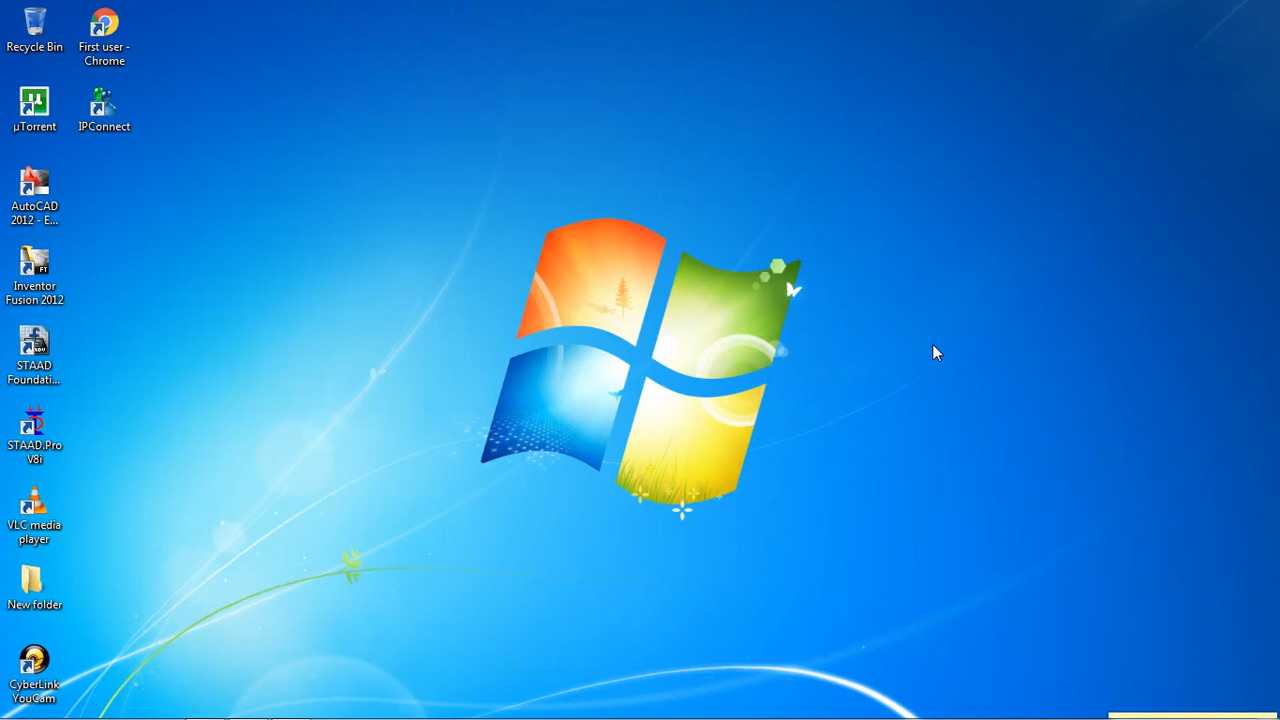 Recycle Bin
First user -
Chrome
µTorrent
IPConnect
AutoCAD
2012 - E...
Inventor
Fusion 2012
STAAD
Foundati...
STAAD.Pro
V8i
VLC media
player
New folder
CyberLink
YouCam